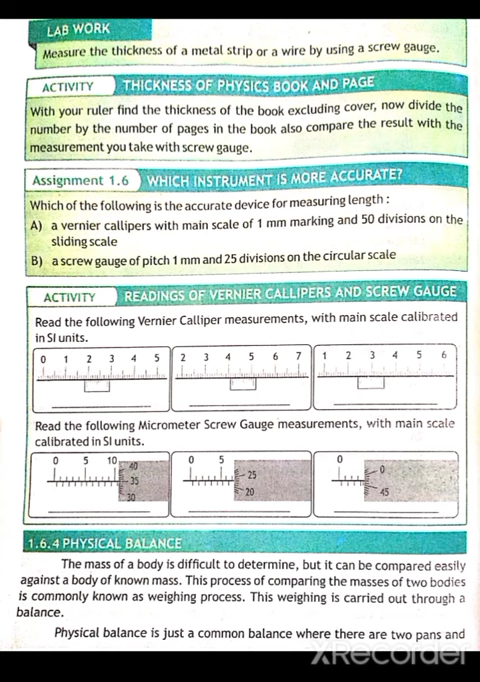 LAB WORK
Measure the thickness of a metal strip or a wire by using a screw gauge.
ACTIVITY THICKNESS OF PHYSICS BOOK AND PAGE
With your ruler find the thickness of the book excluding cover, now divide the
number by the number of pages in the book also compare the result with the
measurement you take with screw gauge.
Assignment 1.6 WHICH INSTRUMENT IS MORE ACCURATE?
Which of the following is the accurate device for measuring length :
A) a vernier callipers with main scale of 1 mm marking and 50 divisions on the
sliding scale
B) a screw gauge of pitch 1 mm and 25 divisions on the circular scale
ACTIVITY READINGS OF VERNIER CALLIPERS AND SCREW GAUGE
Read the following Vernier Calliper measurements, with main scale calibrated
in SI units.
0 1 2 3 4 5
2 3 4 5 6 7
1 2 3 4 5 6
Read the following Micrometer Screw Gauge measurements, with main scale
calibrated in SI units.
0 5 10 40
35
30
0 5
25
20
0
0
45
1.6.4 PHYSICAL BALANCE
The mass of a body is difficult to determine, but it can be compared easily
against a body of known mass. This process of comparing the masses of two bodies
is commonly known as weighing process. This weighing is carried out through a
balance.
Physical balance is just a common balance where there are two pans and
XRecorder